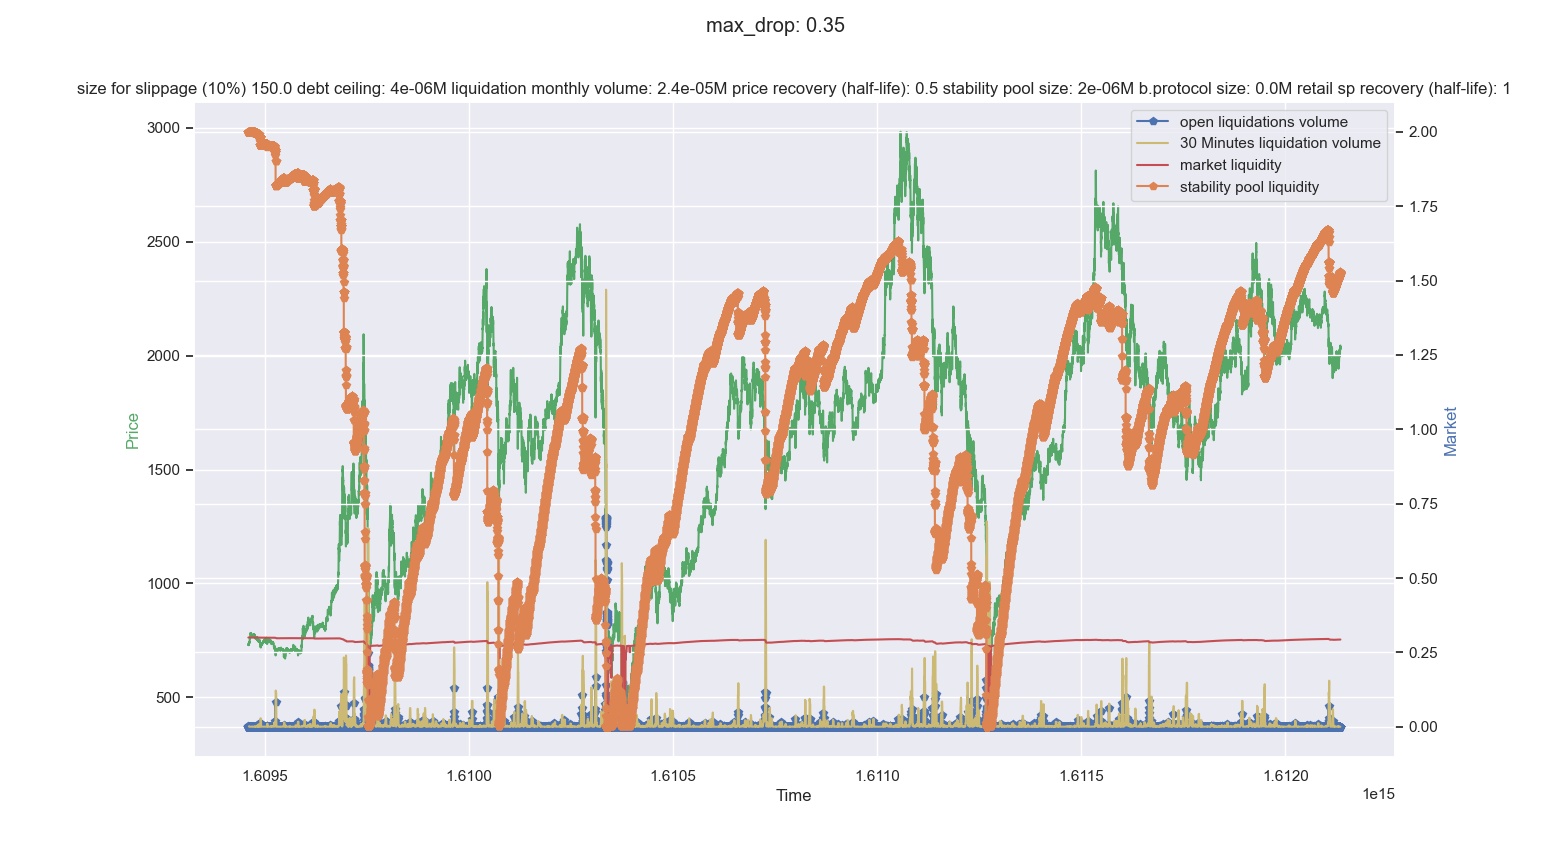 max_drop: 0.35
size for slippage (10%) 150.0 debt ceiling: 4e-06M liquidation monthly volume: 2.4e-05M price recovery (half-life): 0.5 stability pool size: 2e-06M b.protocol size: 0.0M retail sp recovery (half-life): 1
open liquidations volume
30 Minutes liquidation volume
market liquidity
stability pool liquidity
3000
2500
2000
1500
1000
500
Price
2.00
1.75
1.50
1.25
1.00
0.75
0.50
0.25
0.00
Market
1.6095 1.6100 1.6105 1.6110 1.6115 1.6120
Time
1e15